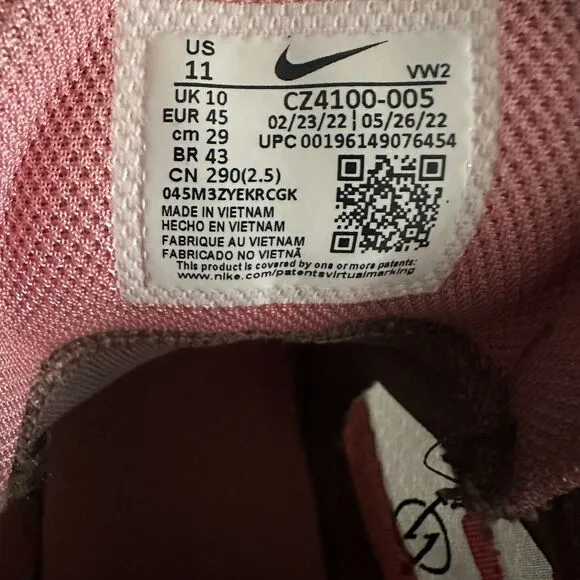 US
11
VW2
UK 10
EUR 45
cm 29
BR 43
CN 290(2.5)
045M3ZYEKRCGK
CZ4100-005
02/23/22 | 05/26/22
UPC 00196149076454
MADE IN VIETNAM
HECHO EN VIETNAM
FABRIQUE AU VIETNAM
FABRICADO NO VIETNÃ
This product is covered by one or more patents:
www.nike.com/patentsvirtualmarking